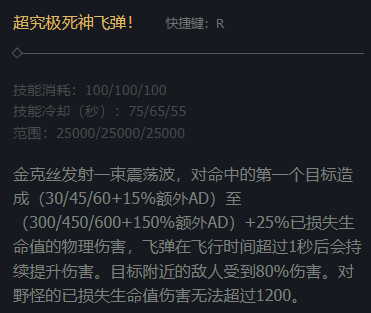 超究极死神飞弹！ 快捷键：R
技能消耗：100/100/100
技能冷却（秒）：75/65/55
范围：25000/25000/25000
金克丝发射一束震荡波，对命中的第一个目标造
成（30/45/60+15%额外AD）至
（300/450/600+150%额外AD）+25%已损失生
命值的物理伤害，飞弹在飞行时间超过1秒后会持
续提升伤害。目标附近的敌人受到80%伤害。对
野怪的已损失生命值伤害无法超过1200。